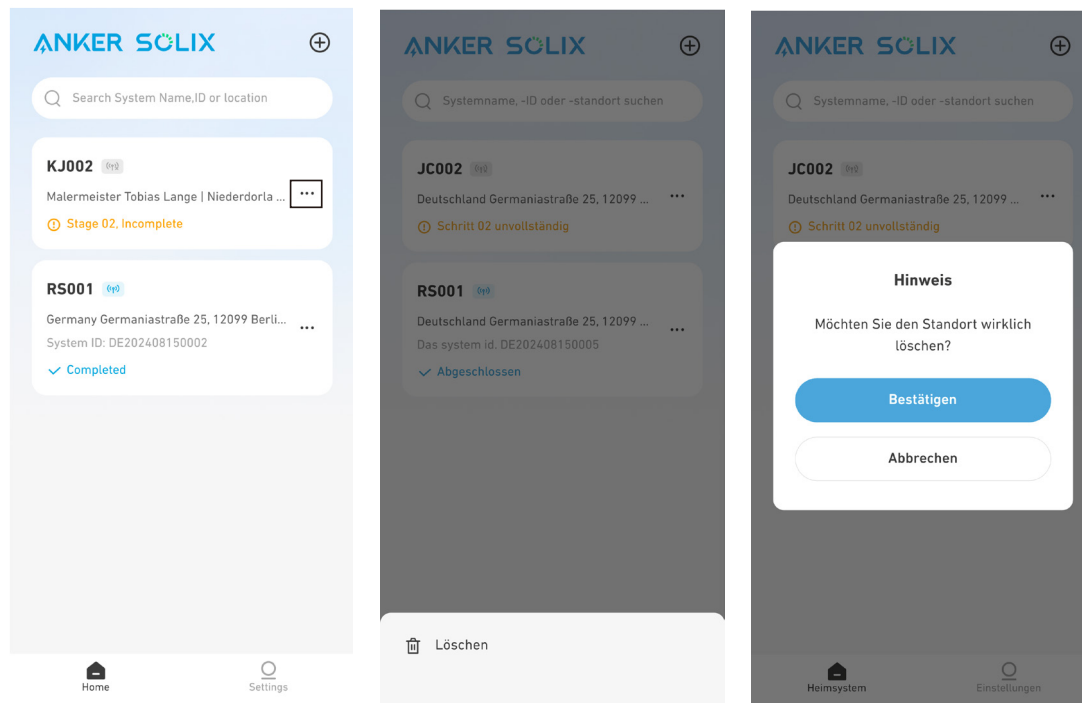 ANKER SOLIX
Search System Name,ID or location
KJ002
Malermeister Tobias Lange | Niederdorla ...
Stage 02, Incomplete
RS001
Germany Germaniastraße 25, 12099 Berli...
System ID: DE202408150002
Completed
Home
Settings
ANKER SOLIX
Systemname, -ID oder -standort suchen
JC002
Deutschland Germaniastraße 25, 12099 ...
Schritt 02 unvollständig
RS001
Deutschland Germaniastraße 25, 12099 ...
Das system id. DE202408150005
Abgeschlossen
Löschen
ANKER SOLIX
Systemname, -ID oder -standort suchen
JC002
Deutschland Germaniastraße 25, 12099 ...
Schritt 02 unvollständig
Hinweis
Möchten Sie den Standort wirklich
löschen?
Bestätigen
Abbrechen
Heimsystem
Einstellungen